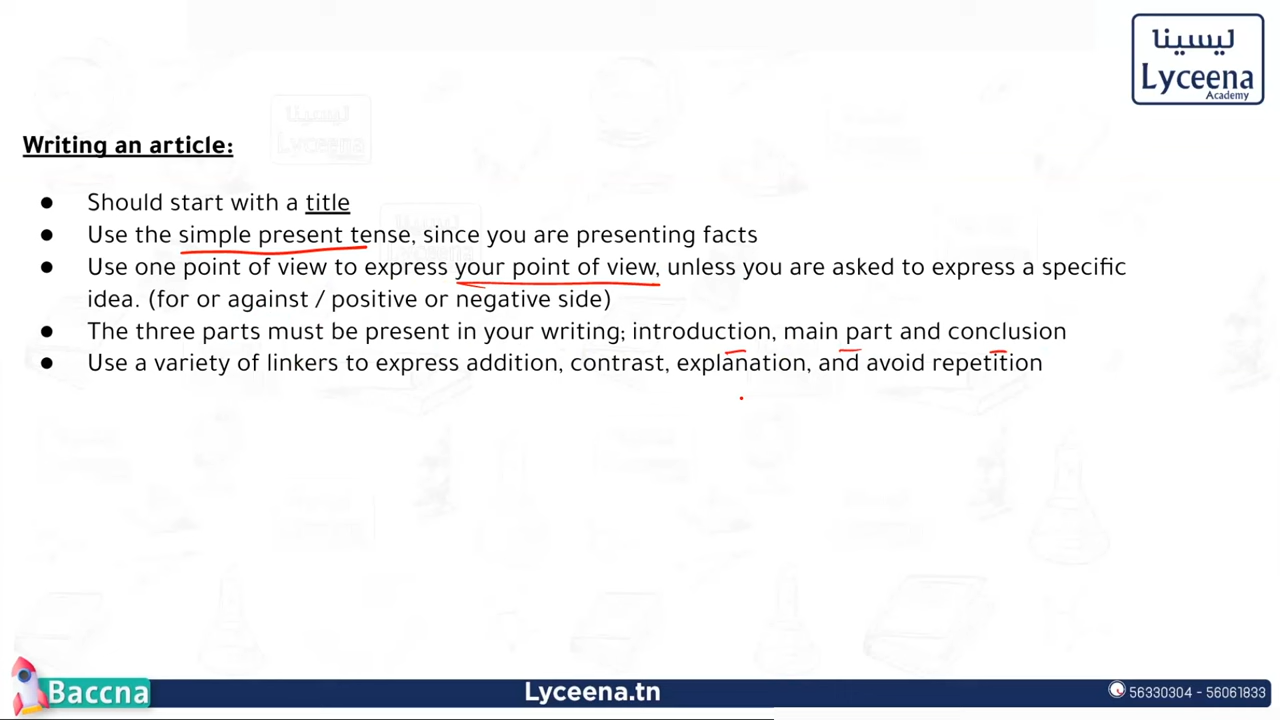 ليسينا
Lyceena
Academy
Writing an article:
● Should start with a title
● Use the simple present tense, since you are presenting facts
● Use one point of view to express your point of view, unless you are asked to express a specific
idea. (for or against / positive or negative side)
● The three parts must be present in your writing; introduction, main part and conclusion
● Use a variety of linkers to express addition, contrast, explanation, and avoid repetition
Baccna
Lyceena.tn
56330304 - 56061833